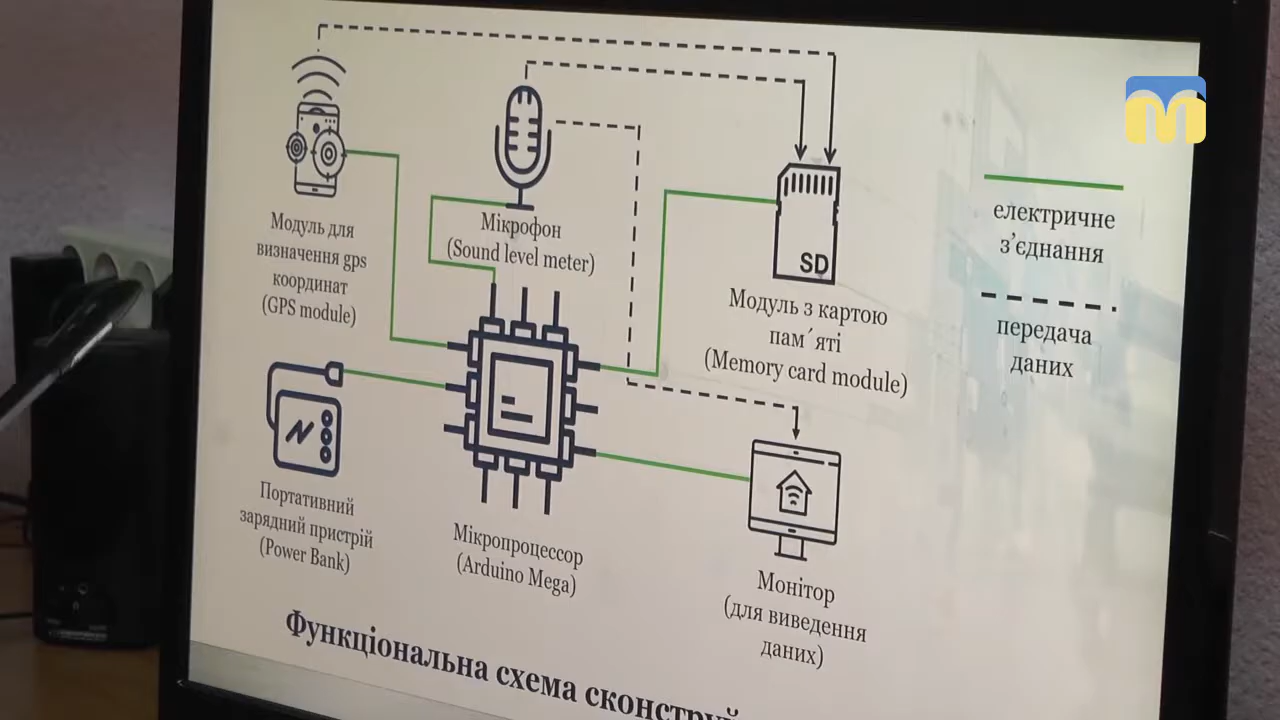 Модуль для
визначення gps
координат
(GPS module)
Мікрофон
(Sound level meter)
SD
Модуль з картою
пам´яті
(Memory card module)
електричне
з’єднання
передача
даних
Портативний
зарядний пристрій
(Power Bank)
Мікропроцессор
(Arduino Mega)
Монітор
(для виведення
даних)
Функціональна схема